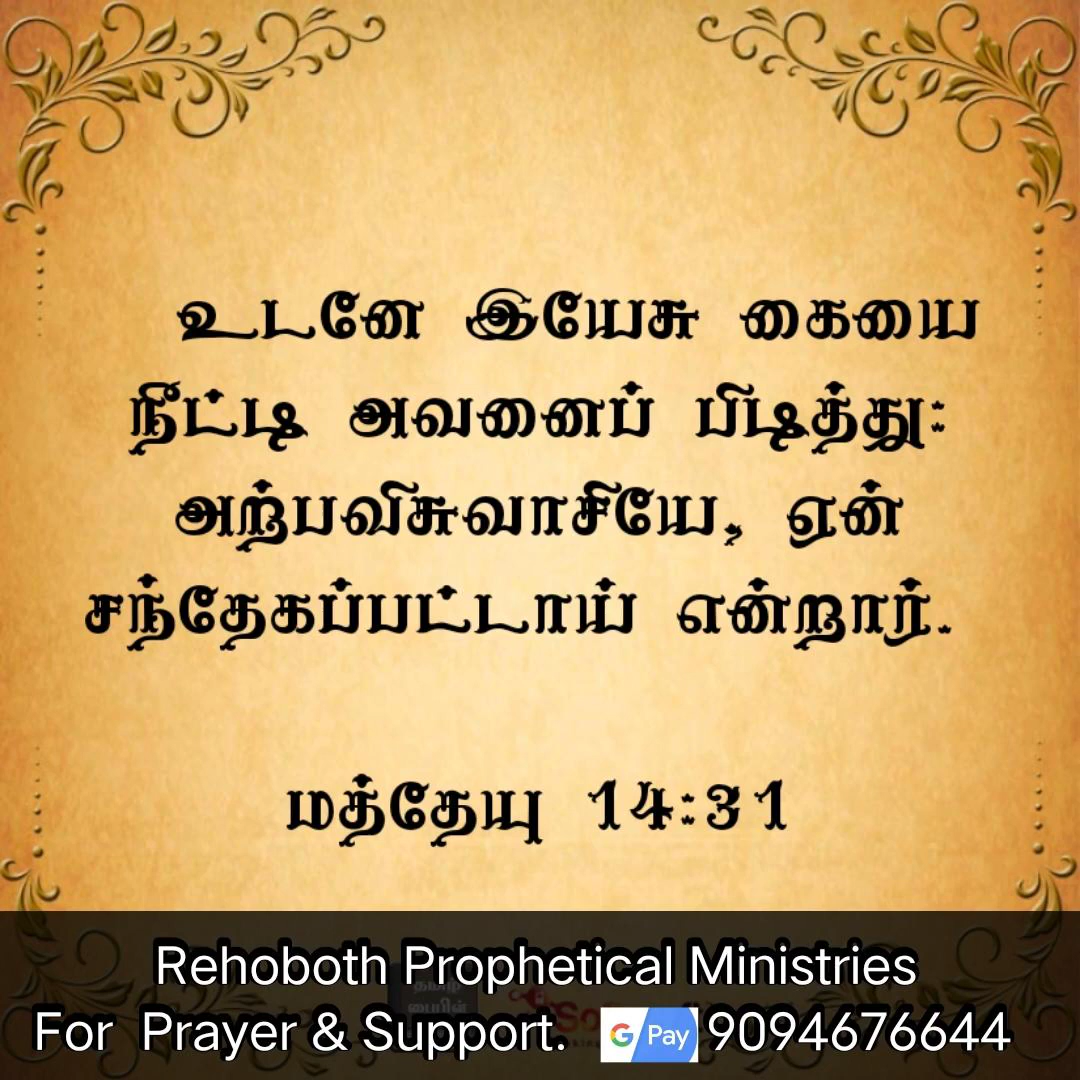 உடனே இயேசு கையை
நீட்டி அவனைப் பிடித்து:
அற்பவிசுவாசியே, ஏன்
சந்தேகப்பட்டாய் என்றார்.
மத்தேயு 14:31
Rehoboth Prophetical Ministries
For Prayer & Support. G Pay 9094676644